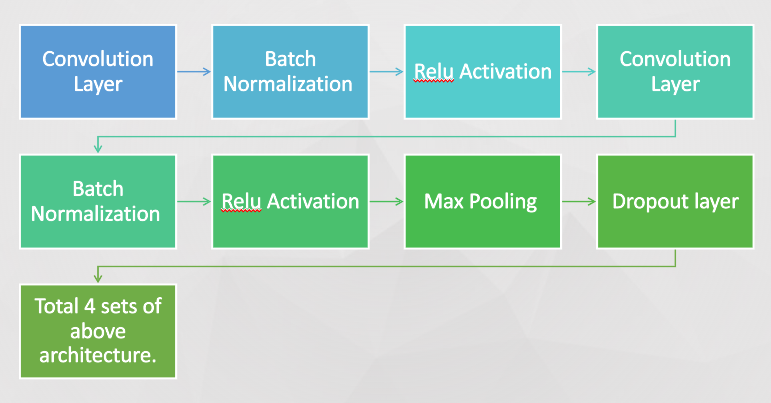 Convolution
Layer
Batch
Normalization
Relu Activation
Convolution
Layer
Batch
Normalization
Relu Activation
Max Pooling
Dropout layer
Total 4 sets of
above
architecture.